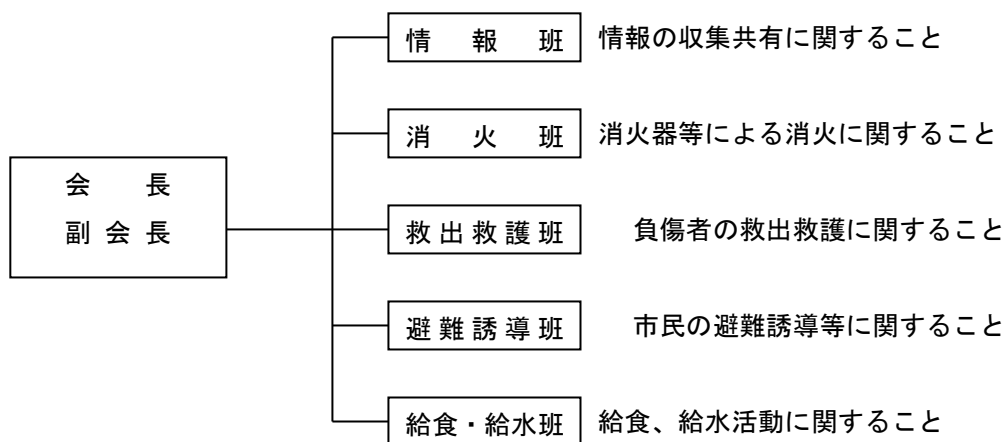 情報班 情報の収集共有に関すること
消火班 消火器等による消火に関すること
会長
副会長
救出救護班 負傷者の救出救護に関すること
避難誘導班 市民の避難誘導等に関すること
給食・給水班 給食、給水活動に関すること